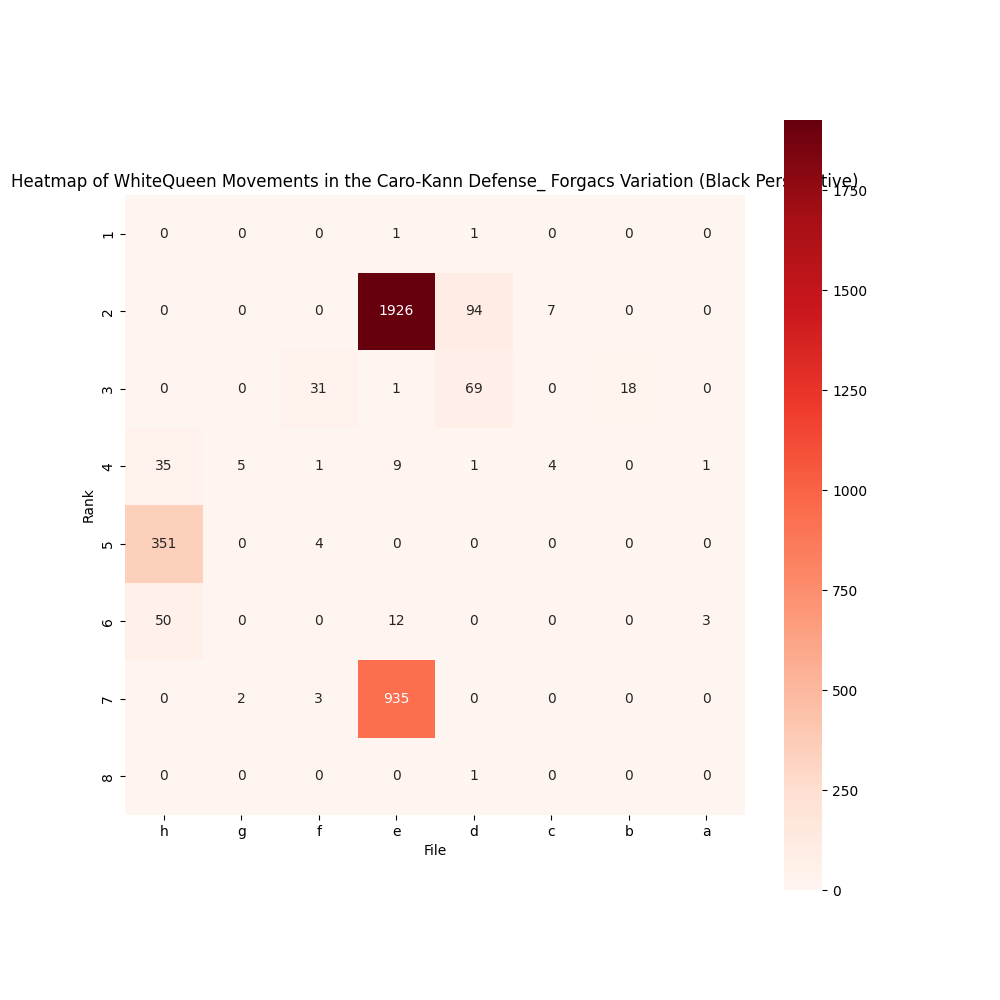 Heatmap of WhiteQueen Movements in the Caro-Kann Defense_ Forgacs Variation (Black Perspective)
1 0 0 0 1 1 0 0 0
2 0 0 0 1926 94 7 0 0
3 0 0 31 1 69 0 18 0
4 35 5 1 9 1 4 0 1
5 351 0 4 0 0 0 0 0
6 50 0 0 12 0 0 0 3
7 0 2 3 935 0 0 0 0
8 0 0 0 0 1 0 0 0
h g f e d c b a
File
Rank
1750
1500
1250
1000
750
500
250
0